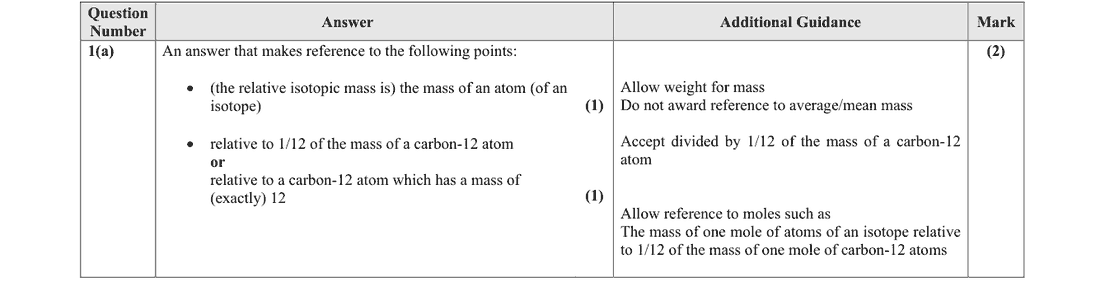 Question Number
Answer
Additional Guidance
Mark
1(a)
An answer that makes reference to the following points:
(2)
• (the relative isotopic mass is) the mass of an atom (of an
isotope) (1)
Allow weight for mass
Do not award reference to average/mean mass
• relative to 1/12 of the mass of a carbon-12 atom
or
relative to a carbon-12 atom which has a mass of
(exactly) 12 (1)
Accept divided by 1/12 of the mass of a carbon-12
atom
Allow reference to moles such as
The mass of one mole of atoms of an isotope relative
to 1/12 of the mass of one mole of carbon-12 atoms